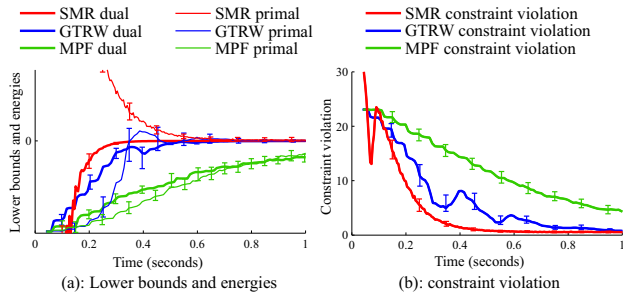 SMR dual SMR primal
GTRW dual GTRW primal
MPF dual MPF primal
Lower bounds and energies
0
0 0.2 0.4 0.6 0.8 1
Time (seconds)
(a): Lower bounds and energies
SMR constraint violation
GTRW constraint violation
MPF constraint violation
Constraint violation
30
20
10
0
0 0.2 0.4 0.6 0.8 1
Time (seconds)
(b): constraint violation